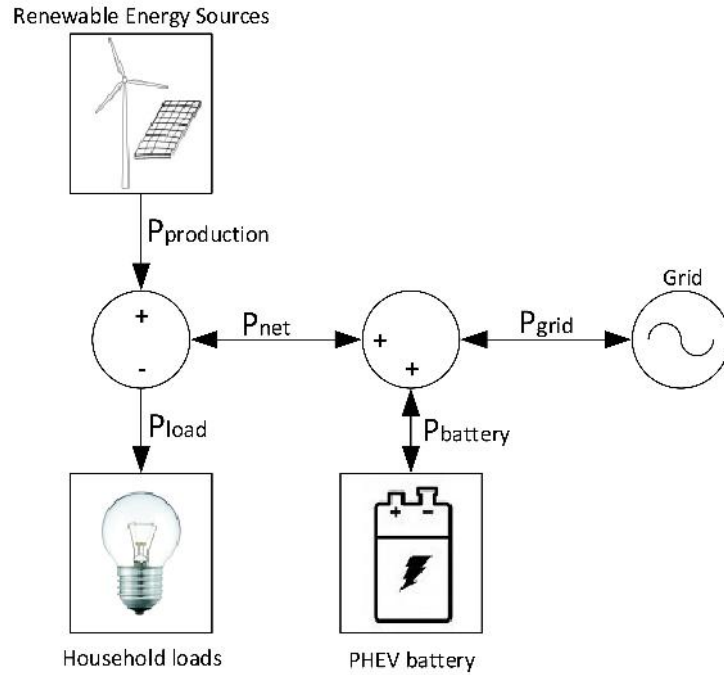 Renewable Energy Sources
Pproduction
+
-
Pnet
+
+
Pgrid
Grid
Pload
Pbattery
+ -
Household loads
PHEV battery